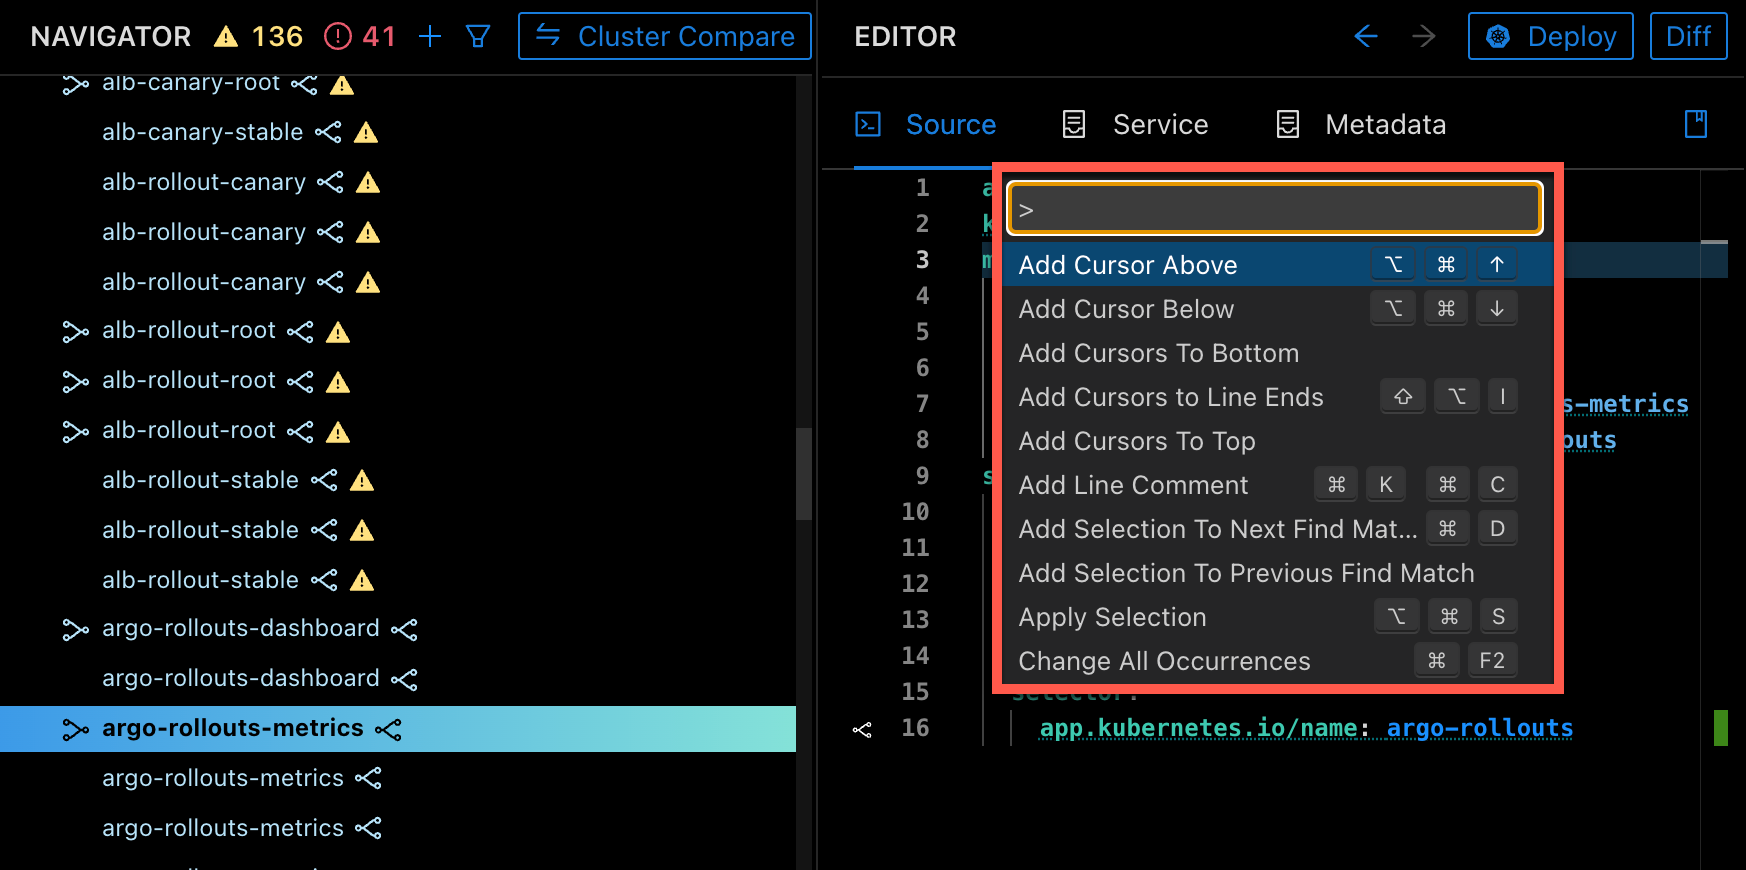 NAVIGATOR 136 41 + Cluster Compare
alb-canary-root
alb-canary-stable
alb-rollout-canary
alb-rollout-canary
alb-rollout-canary
alb-rollout-root
alb-rollout-root
alb-rollout-root
alb-rollout-stable
alb-rollout-stable
alb-rollout-stable
argo-rollouts-dashboard
argo-rollouts-dashboard
argo-rollouts-metrics
argo-rollouts-metrics
argo-rollouts-metrics
EDITOR Deploy Diff
Source Service Metadata
1 a
2 k
3 m
4
5
6
7 s-metrics
8 outs
9 s
10
11
12
13
14
15 selector:
16 app.kubernetes.io/name: argo-rollouts
>
Add Cursor Above ⌥ ⌘ ↑
Add Cursor Below ⌥ ⌘ ↓
Add Cursors To Bottom
Add Cursors to Line Ends ⇧ ⌥ I
Add Cursors To Top
Add Line Comment ⌘ K ⌘ C
Add Selection To Next Find Mat... ⌘ D
Add Selection To Previous Find Match
Apply Selection ⌥ ⌘ S
Change All Occurrences ⌘ F2